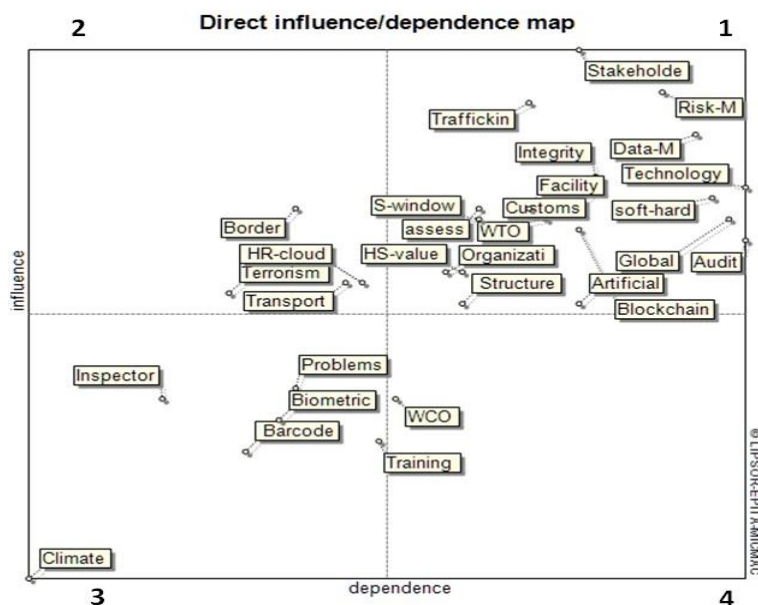 2
Direct influence/dependence map
1
Stakeholde
Risk-M
Traffickin
Data-M
Integrity
Technology
Facility
S-window
Customs
soft-hard
Border
assess
WTO
HR-cloud
HS-value
Organizati
Global
Audit
Terrorism
Structure
Artificial
Transport
Blockchain
influence
Problems
Inspector
Biometric
WCO
Barcode
Training
Climate
© LIPSOR-EPITA-MICMAC
dependence
3
4